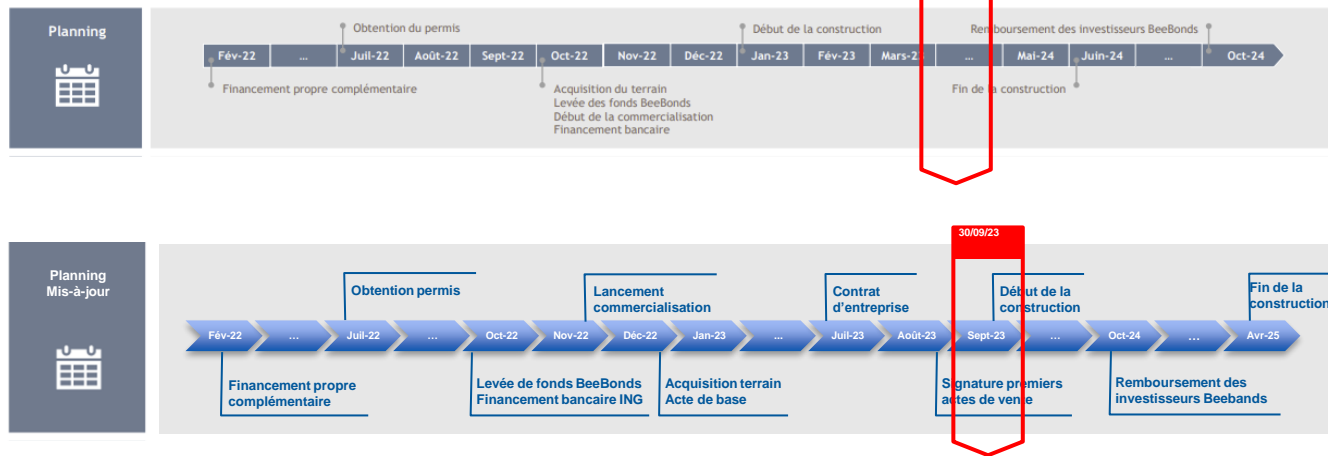 Planning
Obtention du permis
Début de la construction
Remboursement des investisseurs BeeBonds
Fév-22 ... Juil-22 Août-22 Sept-22 Oct-22 Nov-22 Déc-22 Jan-23 Fév-23 Mars-23 ... Mai-24 Juin-24 ... Oct-24
Financement propre complémentaire
Acquisition du terrain
Levée des fonds BeeBonds
Début de la commercialisation
Financement bancaire
Fin de la construction
30/09/23
Planning
Mis-à-jour
Obtention permis
Lancement
commercialisation
Contrat
d'entreprise
Début de la
construction
Fin de la
construction
Fév-22 ... Juil-22 ... Oct-22 Nov-22 Déc-22 Jan-23 ... Juil-23 Août-23 Sept-23 ... Oct-24 ... Avr-25
Financement propre
complémentaire
Levée de fonds BeeBonds
Financement bancaire ING
Acquisition terrain
Acte de base
Signature premiers
actes de vente
Remboursement des
investisseurs Beebands